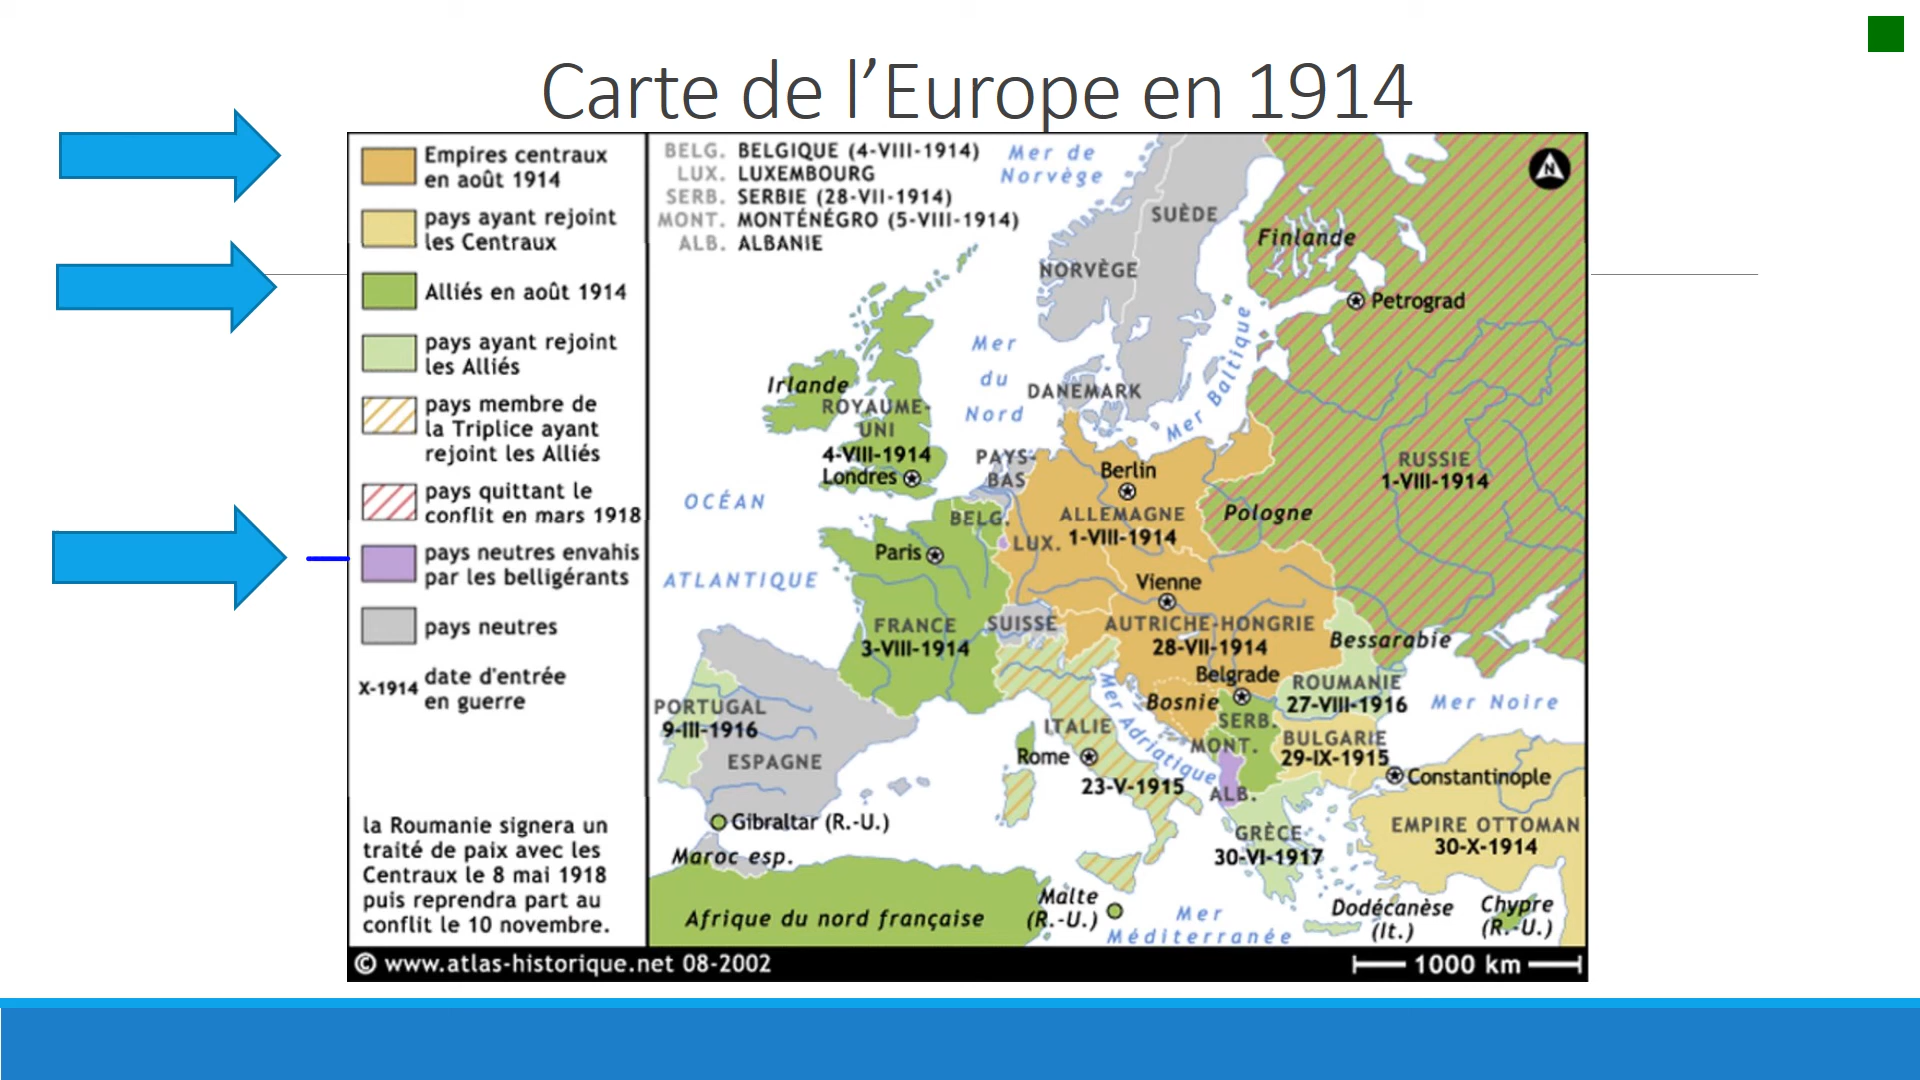 Carte de l’Europe en 1914
Empires centraux
en août 1914
pays ayant rejoint
les Centraux
Alliés en août 1914
pays ayant rejoint
les Alliés
pays membre de
la Triplice ayant
rejoint les Alliés
pays quittant le
conflit en mars 1918
pays neutres envahis
par les belligérants
pays neutres
X-1914 date d'entrée
en guerre
la Roumanie signera un
traité de paix avec les
Centraux le 8 mai 1918
puis reprendra part au
conflit le 10 novembre.
BELG. BELGIQUE (4-VIII-1914)
LUX. LUXEMBOURG
SERB. SERBIE (28-VII-1914)
MONT. MONTÉNÉGRO (5-VIII-1914)
ALB. ALBANIE
Mer de
Norvège
N
SUÈDE
Finlande
NORVÈGE
Petrograd
Mer
du
Nord
Mer Baltique
DANEMARK
Irlande
ROYAUME-
UNI
4-VIII-1914
Londres
PAYS-
BAS
Berlin
RUSSIE
1-VIII-1914
OCÉAN
ATLANTIQUE
BELG.
ALLEMAGNE
1-VIII-1914
Pologne
LUX.
Paris
Vienne
FRANCE
3-VIII-1914
SUISSE
AUTRICHE-HONGRIE
28-VII-1914
Bessarabie
Belgrade
Bosnie
ROUMANIE
27-VIII-1916
Mer Noire
PORTUGAL
9-III-1916
ESPAGNE
ITALIE
Rome
23-V-1915
Mer Adriatique
SERB.
MONT.
BULGARIE
29-IX-1915
Constantinople
ALB.
Gibraltar (R.-U.)
Maroc esp.
GRÈCE
30-VI-1917
EMPIRE OTTOMAN
30-X-1914
Afrique du nord française
Malte
(R.-U.)
Mer
Méditerranée
Dodécanèse
(It.)
Chypre
(R.-U.)
© www.atlas-historique.net 08-2002
1000 km